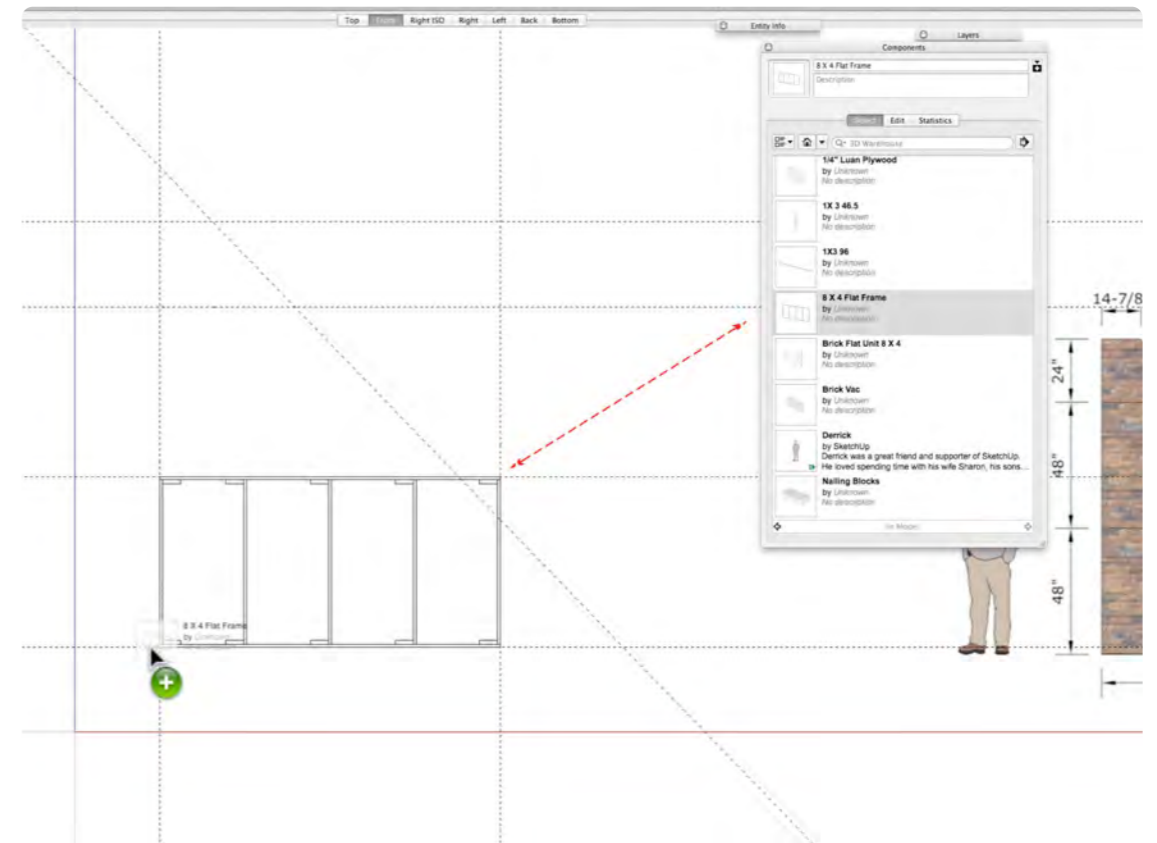 Top Front Right ISO Right Left Back Bottom
Entity Info
Layers
Components
8 X 4 Flat Frame
Description
Select Edit Statistics
3D Warehouse
1/4" Luan Plywood
by Unknown
No description
1X 3 46.5
by Unknown
No description
1X3 96
by Unknown
No description
8 X 4 Flat Frame
by Unknown
No description
Brick Flat Unit 8 X 4
by Unknown
No description
Brick Vac
by Unknown
No description
Derrick
by SketchUp
Derrick was a great friend and supporter of SketchUp.
He loved spending time with his wife Sharon, his sons...
Nailing Blocks
by Unknown
No description
In Model
14-7/8
24"
48"
48"
8 X 4 Flat Frame
by Unknown